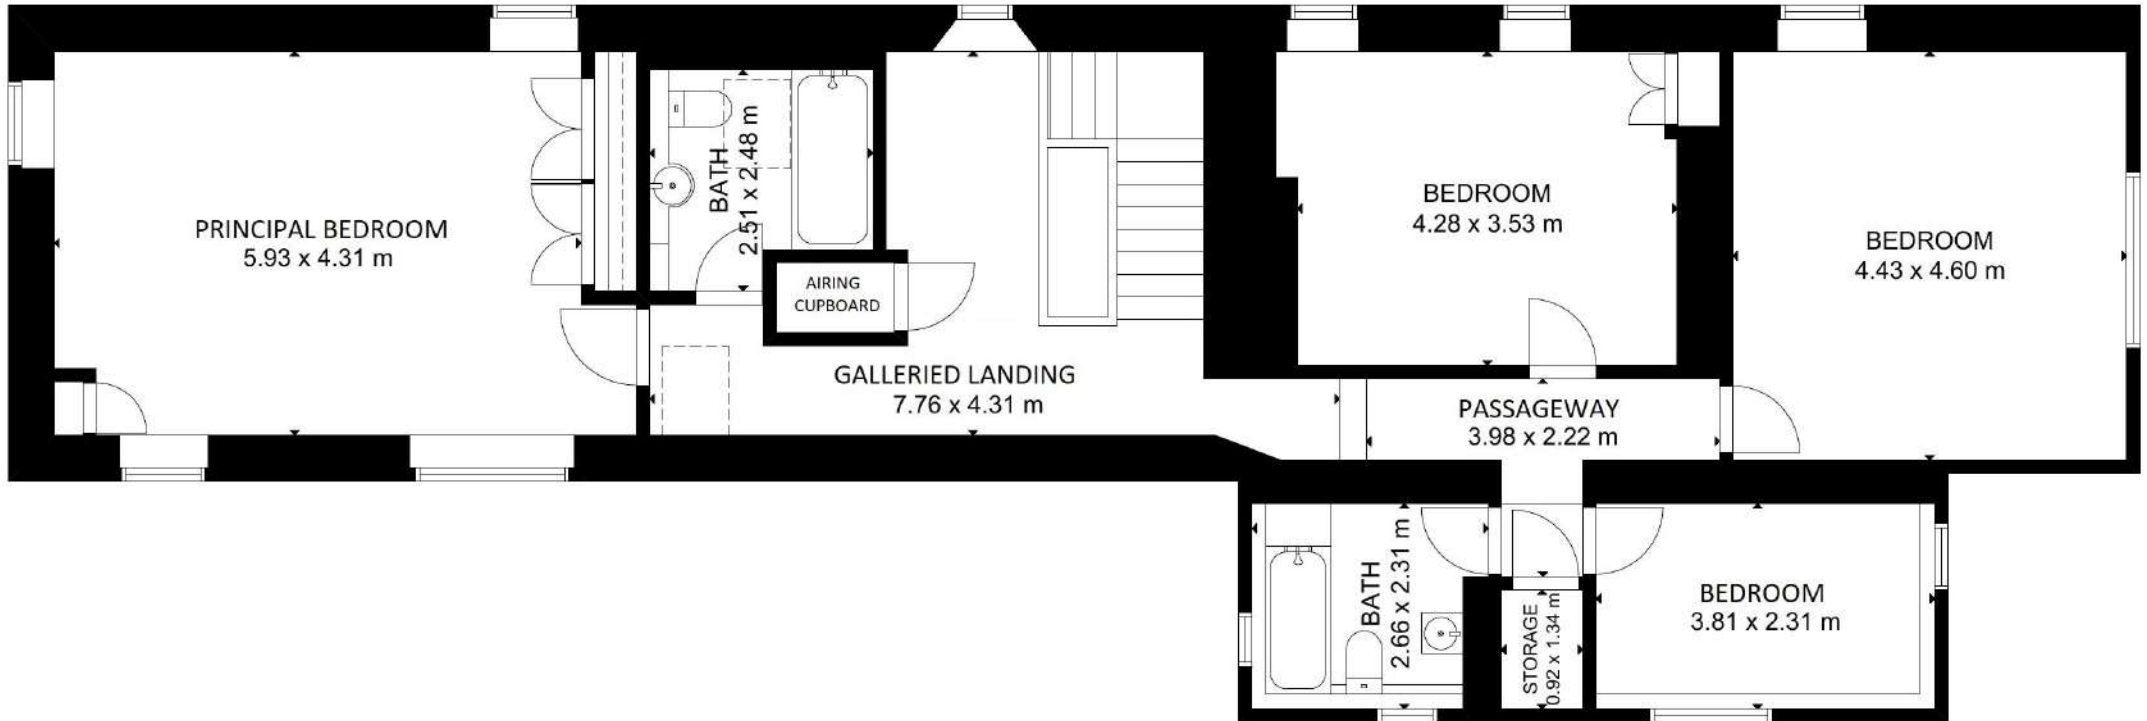 PRINCIPAL BEDROOM
5.93 x 4.31 m
BATH
2.51 x 2.48 m
AIRING
CUPBOARD
GALLERIED LANDING
7.76 x 4.31 m
BEDROOM
4.28 x 3.53 m
BEDROOM
4.43 x 4.60 m
PASSAGEWAY
3.98 x 2.22 m
BATH
2.66 x 2.31 m
STORAGE
0.92 x 1.34 m
BEDROOM
3.81 x 2.31 m